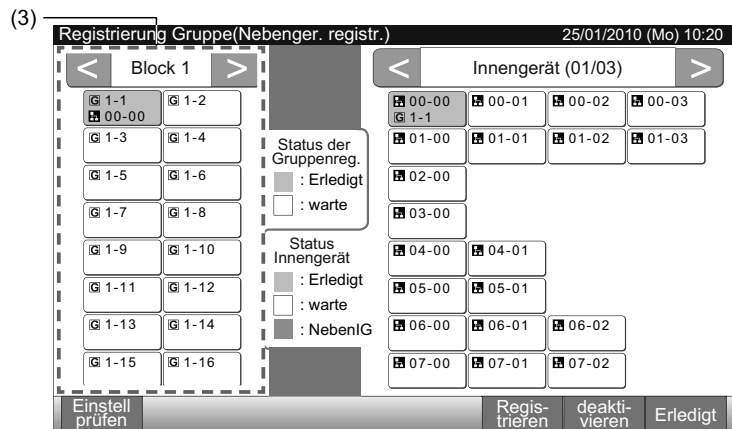 (3)
Registrierung Gruppe(Nebenger. registr.) 25/01/2010 (Mo) 10:20
< Block 1 >
G 1-1
00-00
G 1-2
G 1-3 G 1-4
G 1-5 G 1-6
G 1-7 G 1-8
G 1-9 G 1-10
G 1-11 G 1-12
G 1-13 G 1-14
G 1-15 G 1-16
Status der
Gruppenreg.
: Erledigt
: warte
Status
Innengerät
: Erledigt
: warte
: NebenIG
< Innengerät (01/03) >
00-00 00-01 00-02 00-03
G 1-1
01-00 01-01 01-02 01-03
02-00
03-00
04-00 04-01
05-00 05-01
06-00 06-01 06-02
07-00 07-01 07-02
Einstell
prüfen
Regis-
trieren
deakti-
vieren
Erledigt